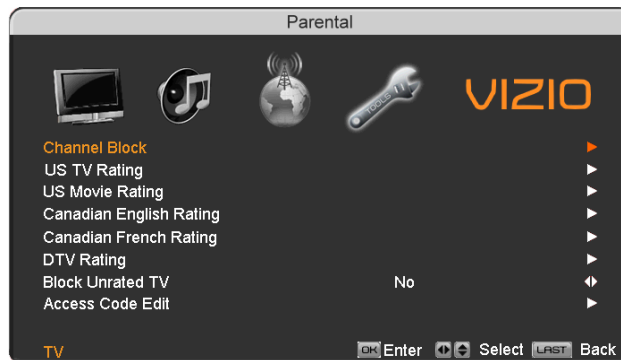 Parental
TOOLS
VIZIO
Channel Block
US TV Rating
US Movie Rating
Canadian English Rating
Canadian French Rating
DTV Rating
Block Unrated TV No
Access Code Edit
TV OK Enter Select LAST Back